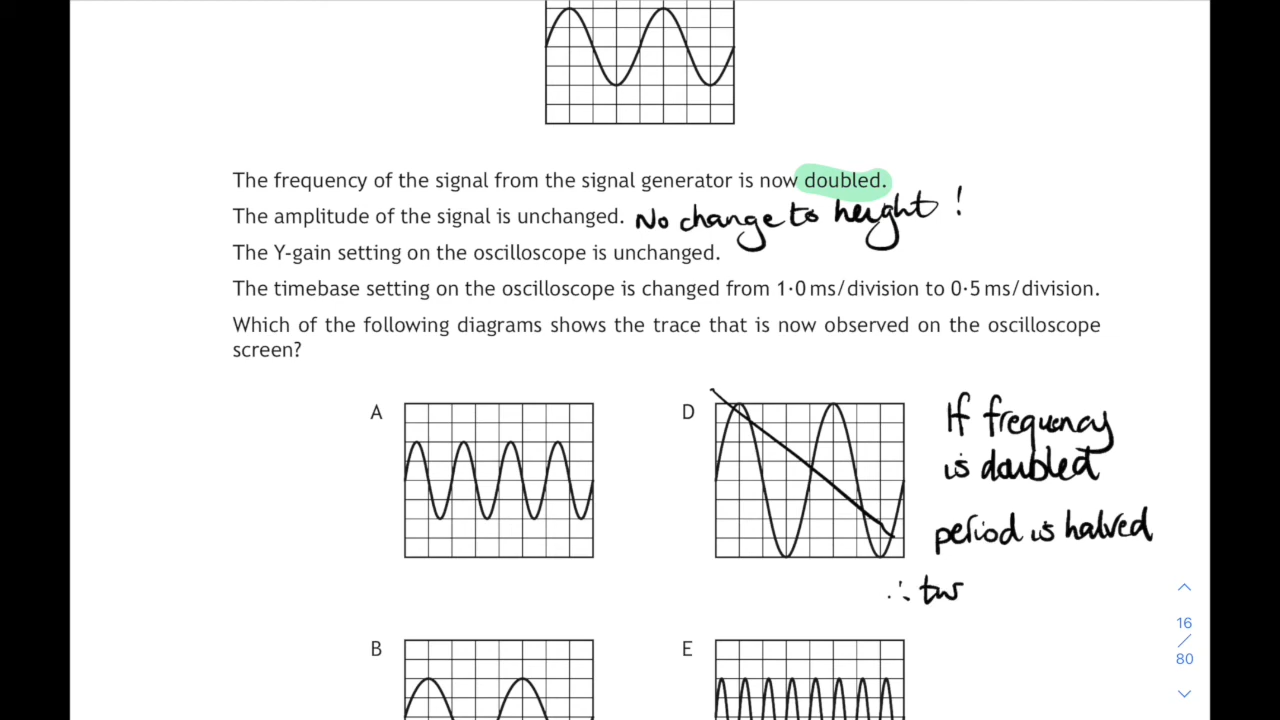 The frequency of the signal from the signal generator is now doubled.
The amplitude of the signal is unchanged. No change to height !
The Y-gain setting on the oscilloscope is unchanged.
The timebase setting on the oscilloscope is changed from 1·0 ms/division to 0·5 ms/division.
Which of the following diagrams shows the trace that is now observed on the oscilloscope
screen?
A
D
If frequency
is doubled
period is halved
∴ tw
16
/
80
B
E